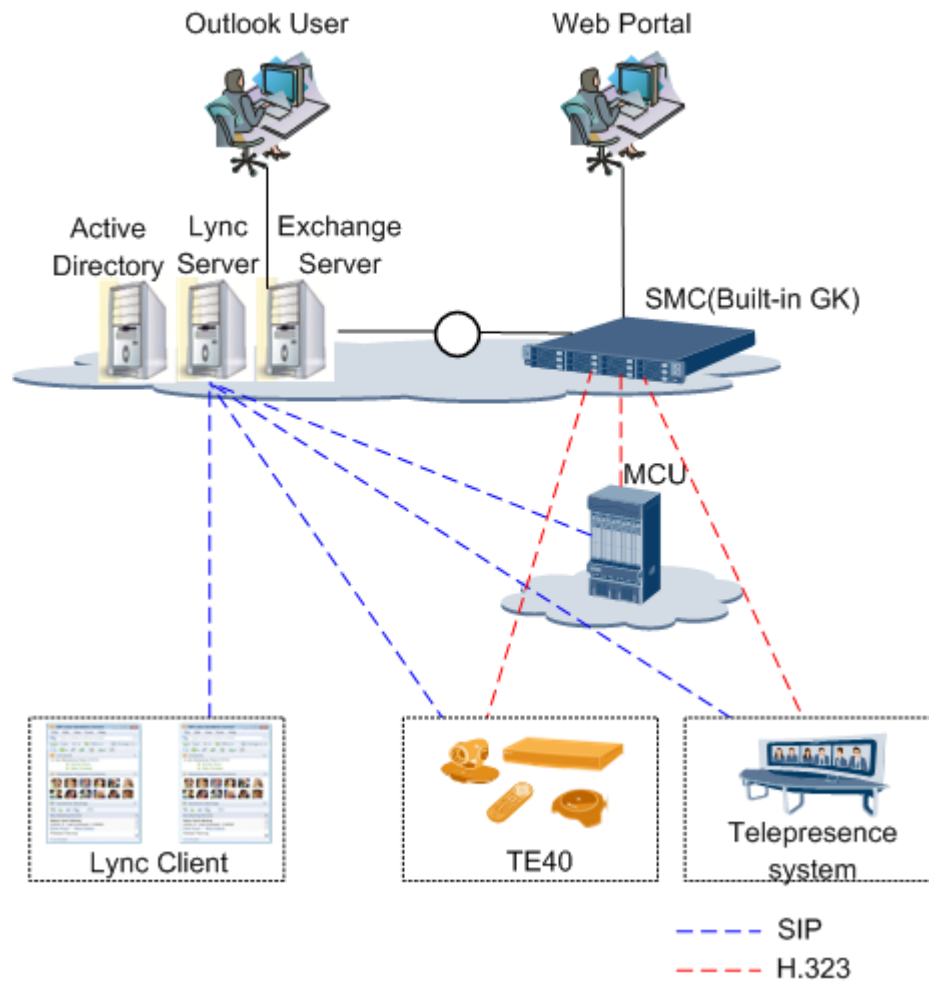 Outlook User
Web Portal
Active
Directory
Lync
Server
Exchange
Server
SMC(Built-in GK)
MCU
Lync Client
TE40
Telepresence
system
SIP
H.323